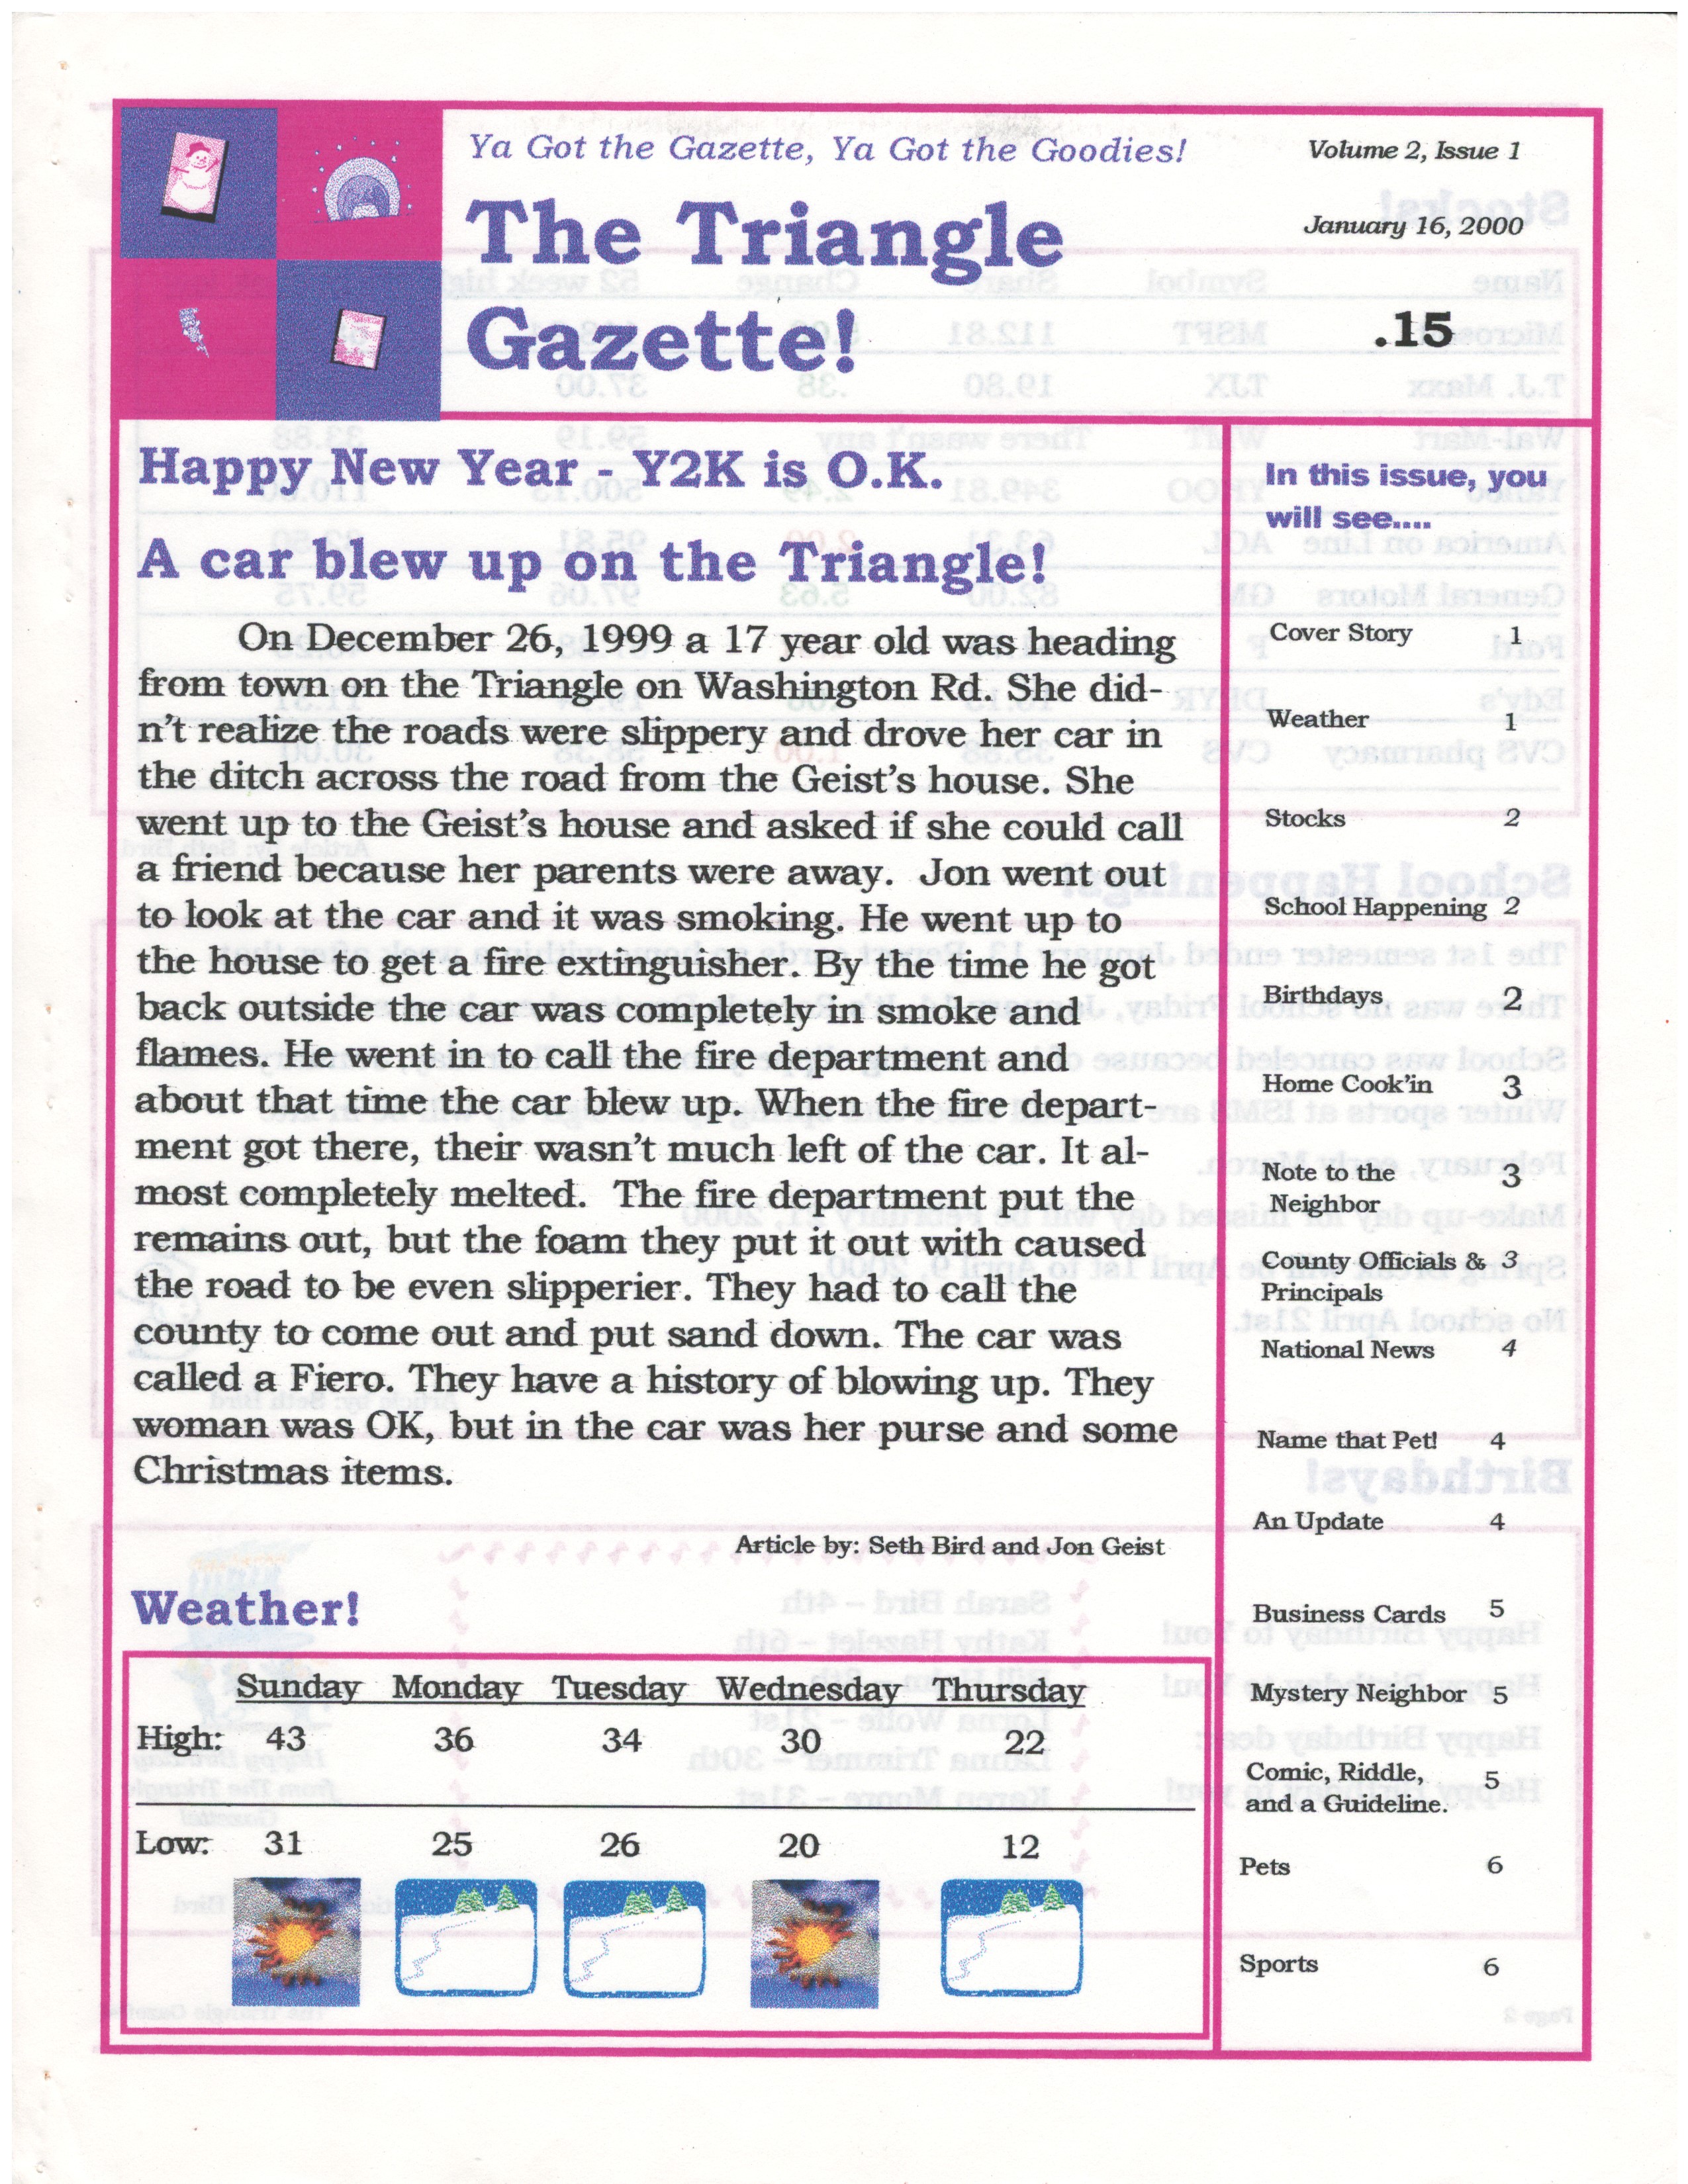 Ya Got the Gazette, Ya Got the Goodies!
Volume 2, Issue 1
The Triangle
Gazette!
January 16, 2000
.15
Happy New Year - Y2K is O.K.
A car blew up on the Triangle!
On December 26, 1999 a 17 year old was heading
from town on the Triangle on Washington Rd. She did-
n't realize the roads were slippery and drove her car in
the ditch across the road from the Geist's house. She
went up to the Geist's house and asked if she could call
a friend because her parents were away.  Jon went out
to look at the car and it was smoking. He went up to
the house to get a fire extinguisher. By the time he got
back outside the car was completely in smoke and
flames. He went in to call the fire department and
about that time the car blew up. When the fire depart-
ment got there, their wasn't much left of the car. It al-
most completely melted.  The fire department put the
remains out, but the foam they put it out with caused
the road to be even slipperier. They had to call the
county to come out and put sand down. The car was
called a Fiero. They have a history of blowing up. They
woman was OK, but in the car was her purse and some
Christmas items.
Article by: Seth Bird and Jon Geist
Weather!
Sunday Monday Tuesday Wednesday Thursday
High: 43 36 34 30 22
Low: 31 25 26 20 12
In this issue, you
will see....
Cover Story 1
Weather 1
Stocks 2
School Happening 2
Birthdays 2
Home Cook'in 3
Note to the 3
Neighbor
County Officials & 3
Principals
National News 4
Name that Pet! 4
An Update 4
Business Cards 5
Mystery Neighbor 5
Comic, Riddle, 5
and a Guideline.
Pets 6
Sports 6